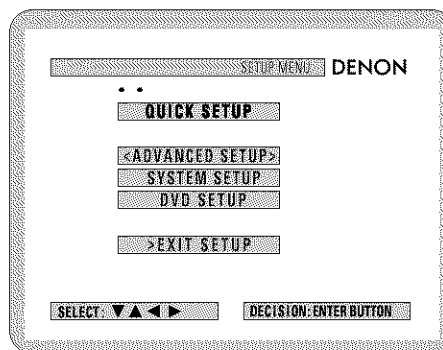 SETUP MENU DENON
QUICK SETUP
<ADVANCED SETUP>
SYSTEM SETUP
DVD SETUP
>EXIT SETUP
SELECT: ▼ ▲ ◀ ▶ DECISION: ENTER BUTTON